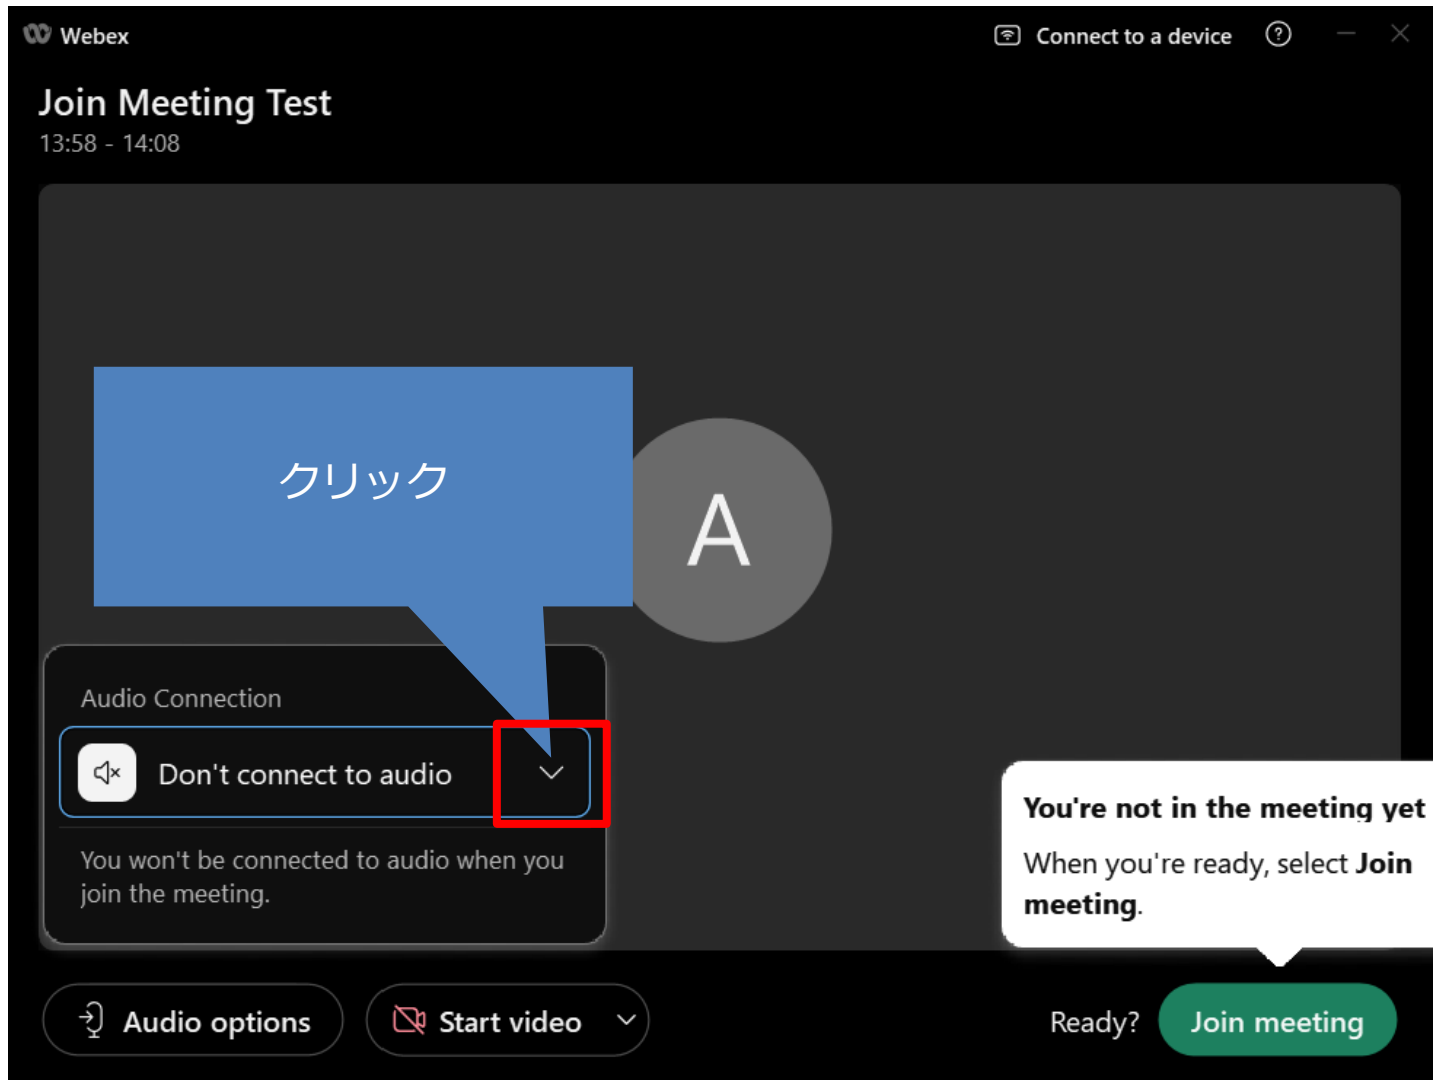 Webex
Connect to a device
Join Meeting Test
13:58 - 14:08
クリック
A
Audio Connection
Don't connect to audio
You won't be connected to audio when you
join the meeting.
You're not in the meeting yet
When you're ready, select Join
meeting.
Audio options
Start video
Ready?
Join meeting